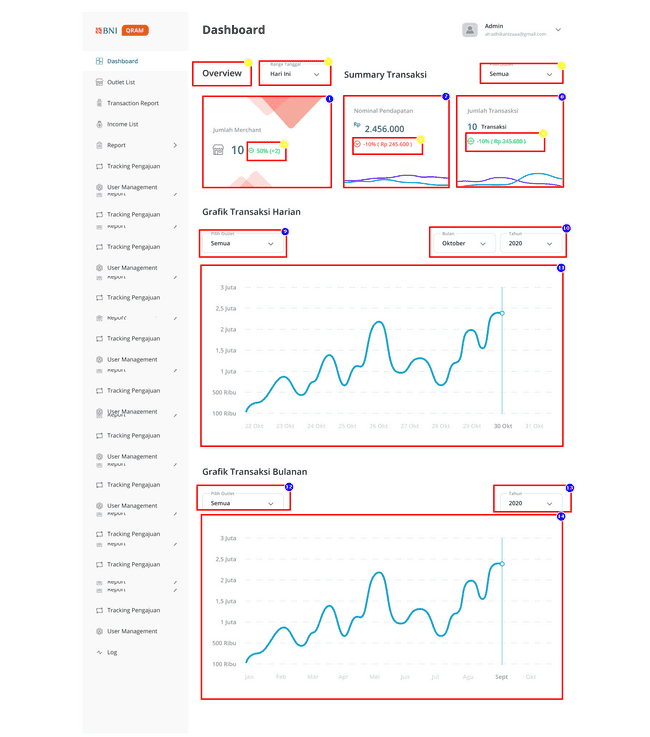 BNI QRAM
Dashboard
Admin
Dashboard
Outlet List
Transaction Report
Income List
Report
Tracking Pengajuan
User Management
Report
Tracking Pengajuan
Report
Tracking Pengajuan
User Management
Report
Tracking Pengajuan
Report
Tracking Pengajuan
User Management
Report
Tracking Pengajuan
User Management
Report
Tracking Pengajuan
User Management
Report
Tracking Pengajuan
User Management
Report
Tracking Pengajuan
Report
Tracking Pengajuan
Report
Report
Tracking Pengajuan
User Management
Log
Overview
Range Tanggal
Hari Ini
Summary Transaksi
Semua
1
Jumlah Merchant
10 50% (+2)
2
Nominal Pendapatan
Rp 2.456.000
-10% ( Rp 245.600 )
Jumlah Transasksi
10 Transaksi
-10% ( Rp 245.600 )
Grafik Transaksi Harian
Pilih Outlet
Semua
9
Bulan
Oktober
Tahun
2020
10
11
3 Juta
2,5 Juta
2 Juta
1,5 Juta
1 Juta
500 Ribu
100 Ribu
22 Okt 23 Okt 24 Okt 25 Okt 26 Okt 27 Okt 28 Okt 29 Okt 30 Okt 31 Okt
Grafik Transaksi Bulanan
Pilih Outlet
Semua
12
Tahun
2020
13
14
3 Juta
2,5 Juta
2 Juta
1,5 Juta
1 Juta
500 Ribu
100 Ribu
Jan Feb Mar Apr Mei Jun Jul Agu Sept Okt